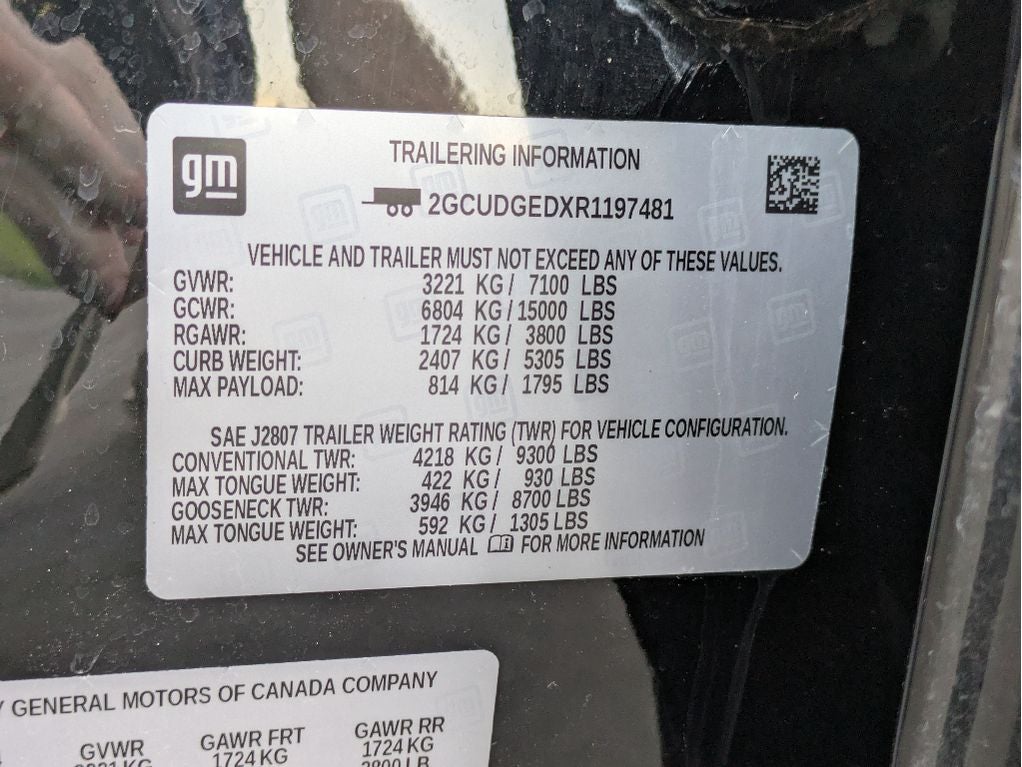 gm
TRAILERING INFORMATION
2GCUDGEDXR1197481
VEHICLE AND TRAILER MUST NOT EXCEED ANY OF THESE VALUES.
GVWR: 3221 KG / 7100 LBS
GCWR: 6804 KG / 15000 LBS
RGAWR: 1724 KG / 3800 LBS
CURB WEIGHT: 2407 KG / 5305 LBS
MAX PAYLOAD: 814 KG / 1795 LBS
SAE J2807 TRAILER WEIGHT RATING (TWR) FOR VEHICLE CONFIGURATION.
CONVENTIONAL TWR: 4218 KG / 9300 LBS
MAX TONGUE WEIGHT: 422 KG / 930 LBS
GOOSENECK TWR: 3946 KG / 8700 LBS
MAX TONGUE WEIGHT: 592 KG / 1305 LBS
SEE OWNER'S MANUAL FOR MORE INFORMATION
GENERAL MOTORS OF CANADA COMPANY
GVWR GAWR FRT GAWR RR
1724 KG 1724 KG